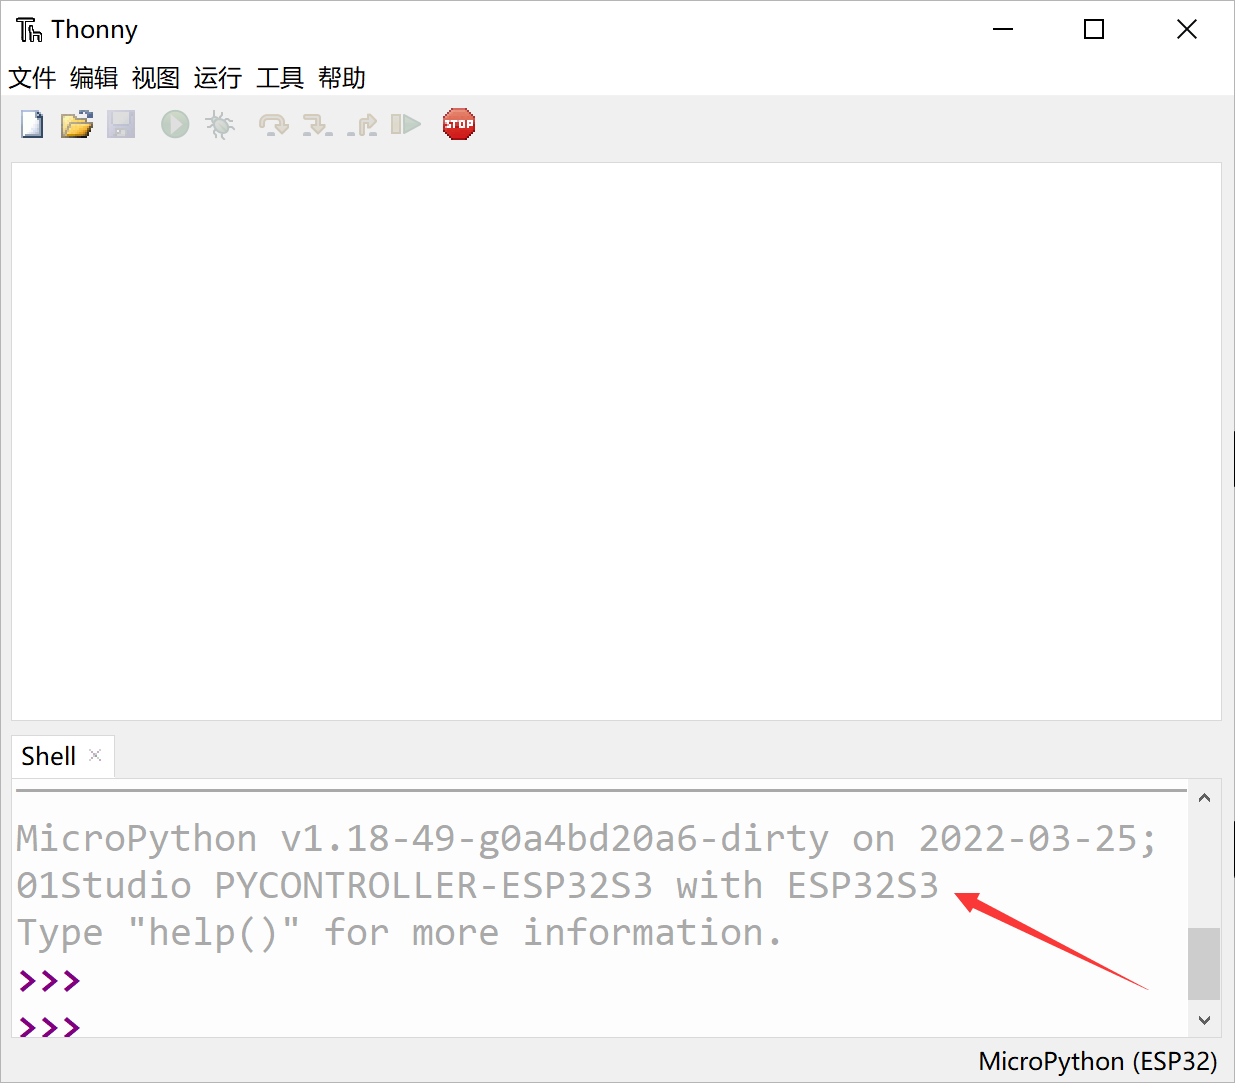 Thonny
文件 编辑 视图 运行 工具 帮助
STOP
Shell
MicroPython v1.18-49-g0a4bd20a6-dirty on 2022-03-25;
01Studio PYCONTROLLER-ESP32S3 with ESP32S3
Type "help()" for more information.
>>>
>>>
MicroPython (ESP32)